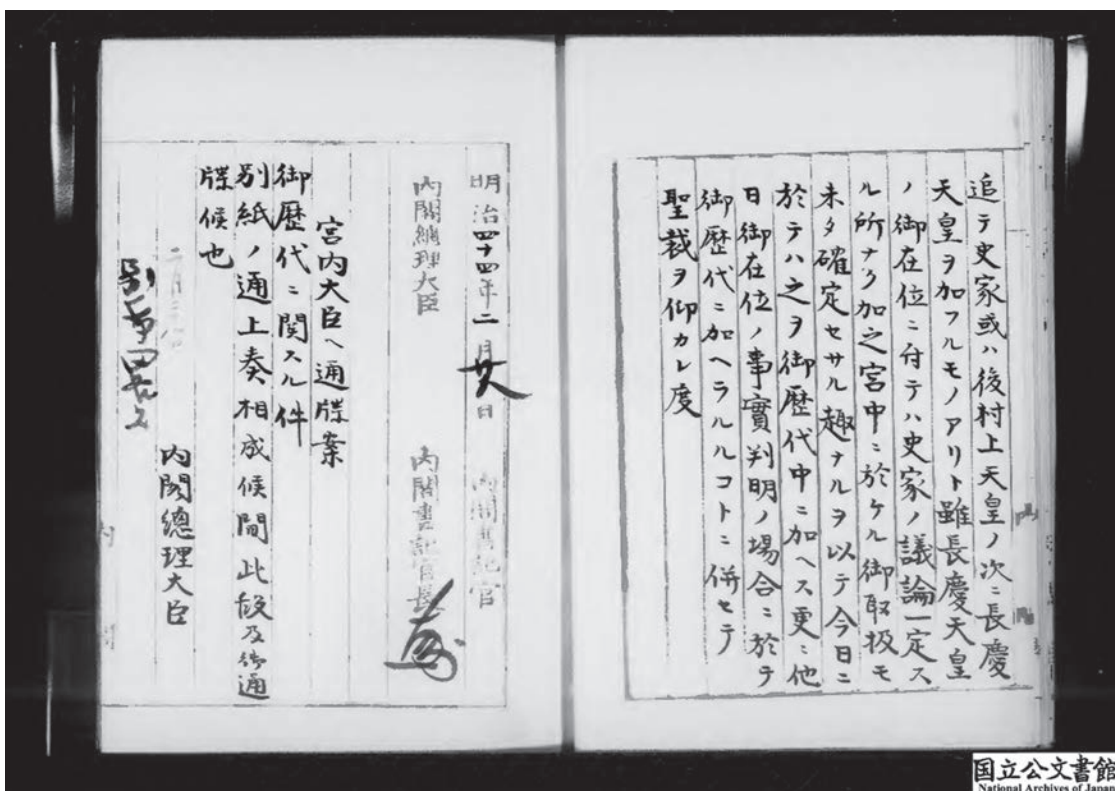 追テ史家或ハ後村上天皇ノ次ニ長慶
天皇ヲ加フルモノアリト雖長慶天皇
ノ御在位ニ付テハ史家ノ議論一定ス
ル所ナク加之宮中ニ於ケル御取扱モ
未タ確定セサル趣ナルヲ以テ今日ニ
於テハ之ヲ御歴代中ニ加ヘス更ニ他
日御在位ノ事實判明ノ場合ニ於テ
御歴代ニ加ヘラルルコトニ併セテ
聖裁ヲ仰カレ度
明治四十四年二月廿八日 内閣書記官
内閣總理大臣 内閣書記官長
宮内大臣ヘ通牒案
御歴代ニ関スル件
別紙ノ通上奏相成候間此段及御通
牒候也
内閣總理大臣
国立公文書館
National Archives of Japan